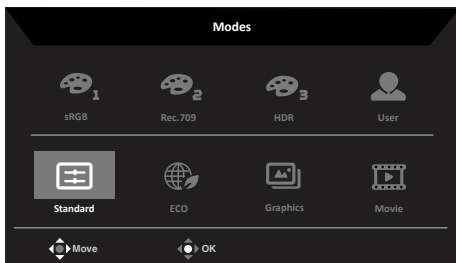 Modes
1 2 3
sRGB Rec.709 HDR User
Standard ECO Graphics Movie
Move OK